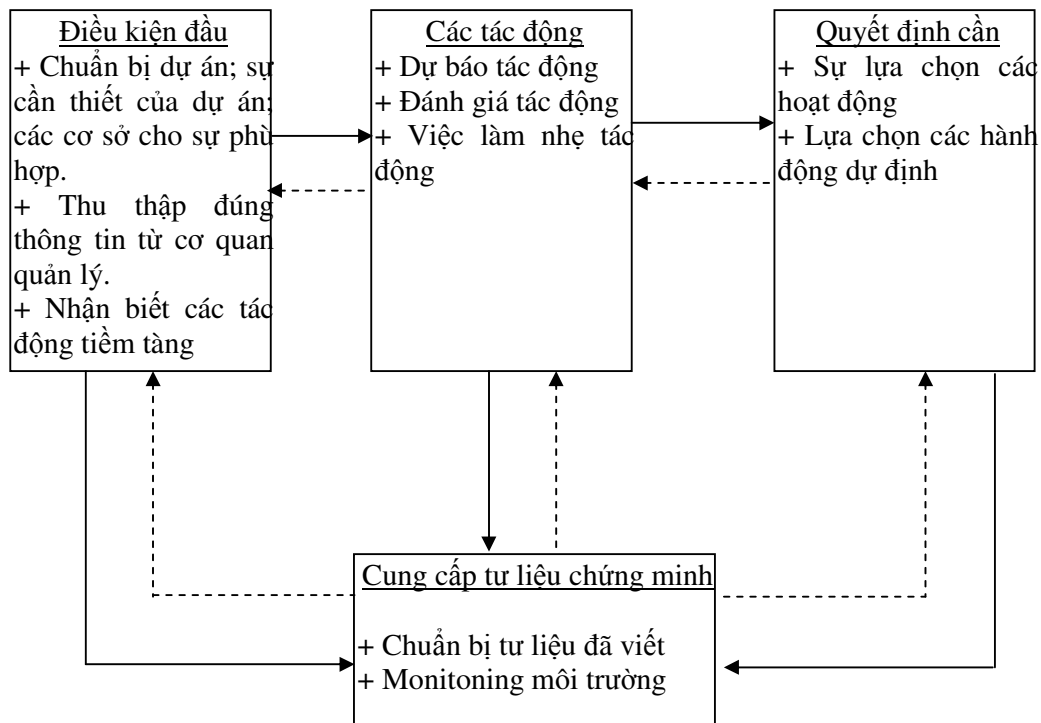 Điều kiện đầu
+ Chuẩn bị dự án; sự
cần thiết của dự án;
các cơ sở cho sự phù
hợp.
+ Thu thập đúng
thông tin từ cơ quan
quản lý.
+ Nhận biết các tác
động tiềm tàng
Các tác động
+ Dự báo tác động
+ Đánh giá tác động
+ Việc làm nhẹ tác
động
Quyết định cần
+ Sự lựa chọn các
hoạt động
+ Lựa chọn các hành
động dự định
Cung cấp tư liệu chứng minh
+ Chuẩn bị tư liệu đã viết
+ Monitoning môi trường